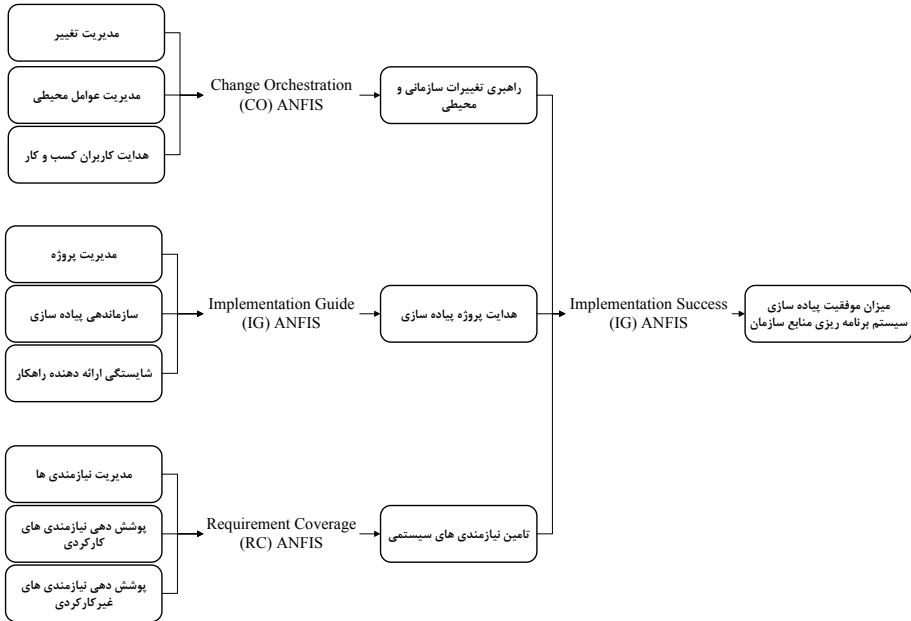 مدیریت تغییر
مدیریت عوامل محیطی
هدایت کاربران کسب و کار
Change Orchestration
(CO) ANFIS
راهبری تغییرات سازمانی و
محیطی
مدیریت پروژه
سازماندهی پیاده سازی
شایستگی ارائه دهنده راهکار
Implementation Guide
(IG) ANFIS
هدایت پروژه پیاده سازی
Implementation Success
(IG) ANFIS
میزان موفقیت پیاده سازی
سیستم برنامه ریزی منابع سازمان
مدیریت نیازمندی ها
پوشش دهی نیازمندی های
کارکردی
پوشش دهی نیازمندی های
غیرکارکردی
Requirement Coverage
(RC) ANFIS
تامین نیازمندی های سیستمی